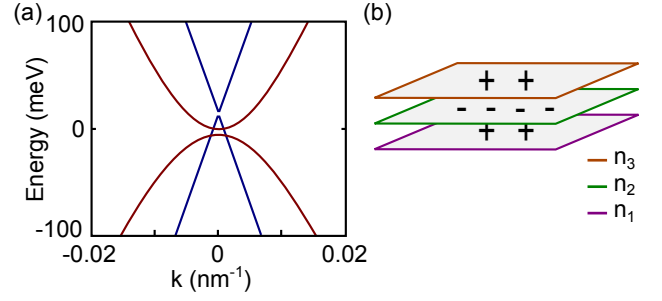 (a)
100
0
-100
Energy (meV)
-0.02
0
0.02
k (nm⁻¹)
(b)
+ +
- - - -
+ +
n₃
n₂
n₁